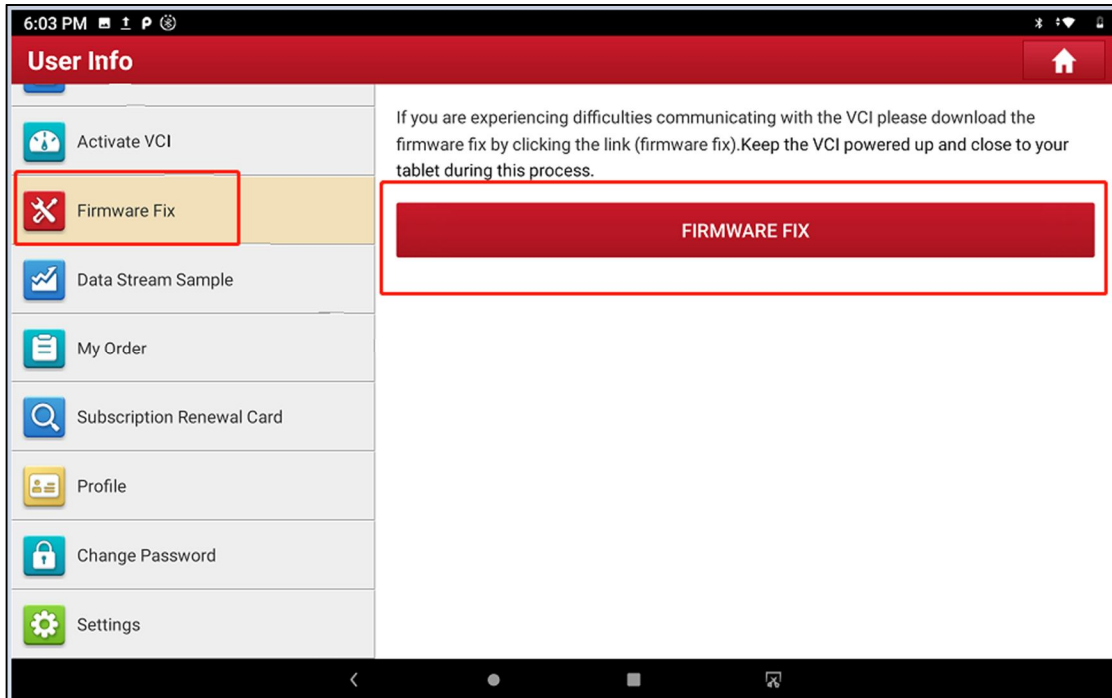 6:03 PM
User Info
Activate VCI
Firmware Fix
Data Stream Sample
My Order
Subscription Renewal Card
Profile
Change Password
Settings
If you are experiencing difficulties communicating with the VCI please download the
firmware fix by clicking the link (firmware fix).Keep the VCI powered up and close to your
tablet during this process.
FIRMWARE FIX